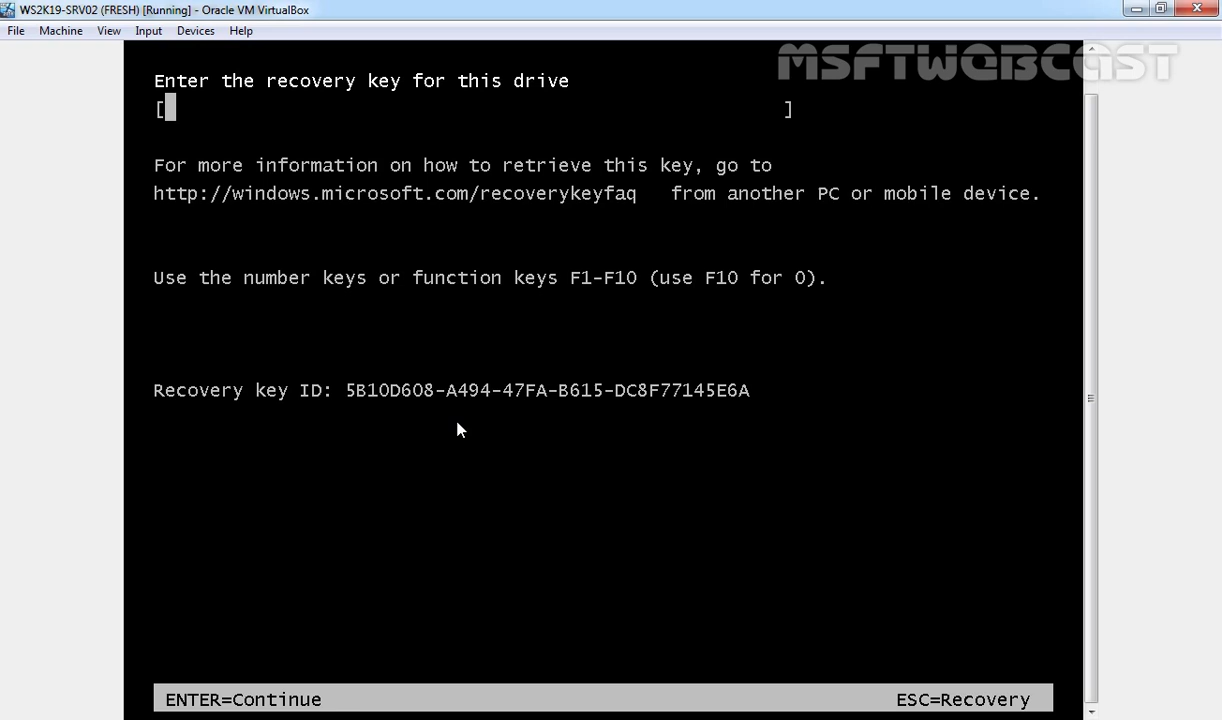 WS2K19-SRV02 (FRESH) [Running] - Oracle VM VirtualBox
File Machine View Input Devices Help
MSFTWEBCAST
Enter the recovery key for this drive
[ ]
For more information on how to retrieve this key, go to
http://windows.microsoft.com/recoverykeyfaq from another PC or mobile device.
Use the number keys or function keys F1-F10 (use F10 for 0).
Recovery key ID: 5B10D608-A494-47FA-B615-DC8F77145E6A
ENTER=Continue ESC=Recovery